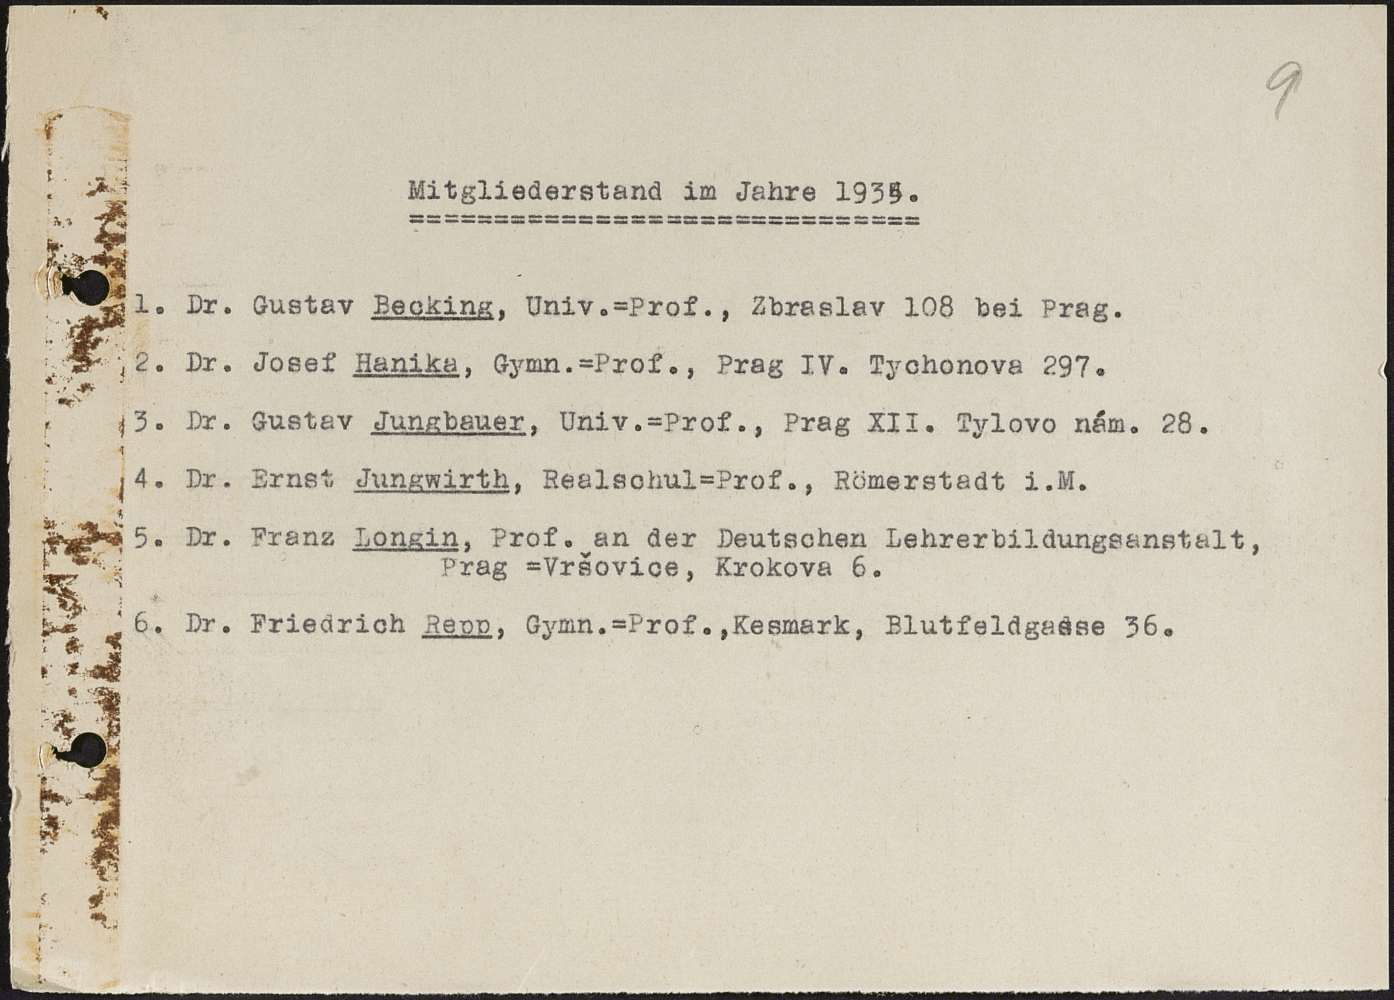 9
Mitgliederstand im Jahre 1935.
===============================
1. Dr. Gustav Becking, Univ.=Prof., Zbraslav 108 bei Prag.
2. Dr. Josef Hanika, Gymn.=Prof., Prag IV. Tychonova 297.
3. Dr. Gustav Jungbauer, Univ.=Prof., Prag XII. Tylovo nám. 28.
4. Dr. Ernst Jungwirth, Realschul=Prof., Römerstadt i.M.
5. Dr. Franz Longin, Prof. an der Deutschen Lehrerbildungsanstalt,
Prag =Vršovice, Krokova 6.
6. Dr. Friedrich Repp, Gymn.=Prof.,Kesmark, Blutfeldgasse 36.